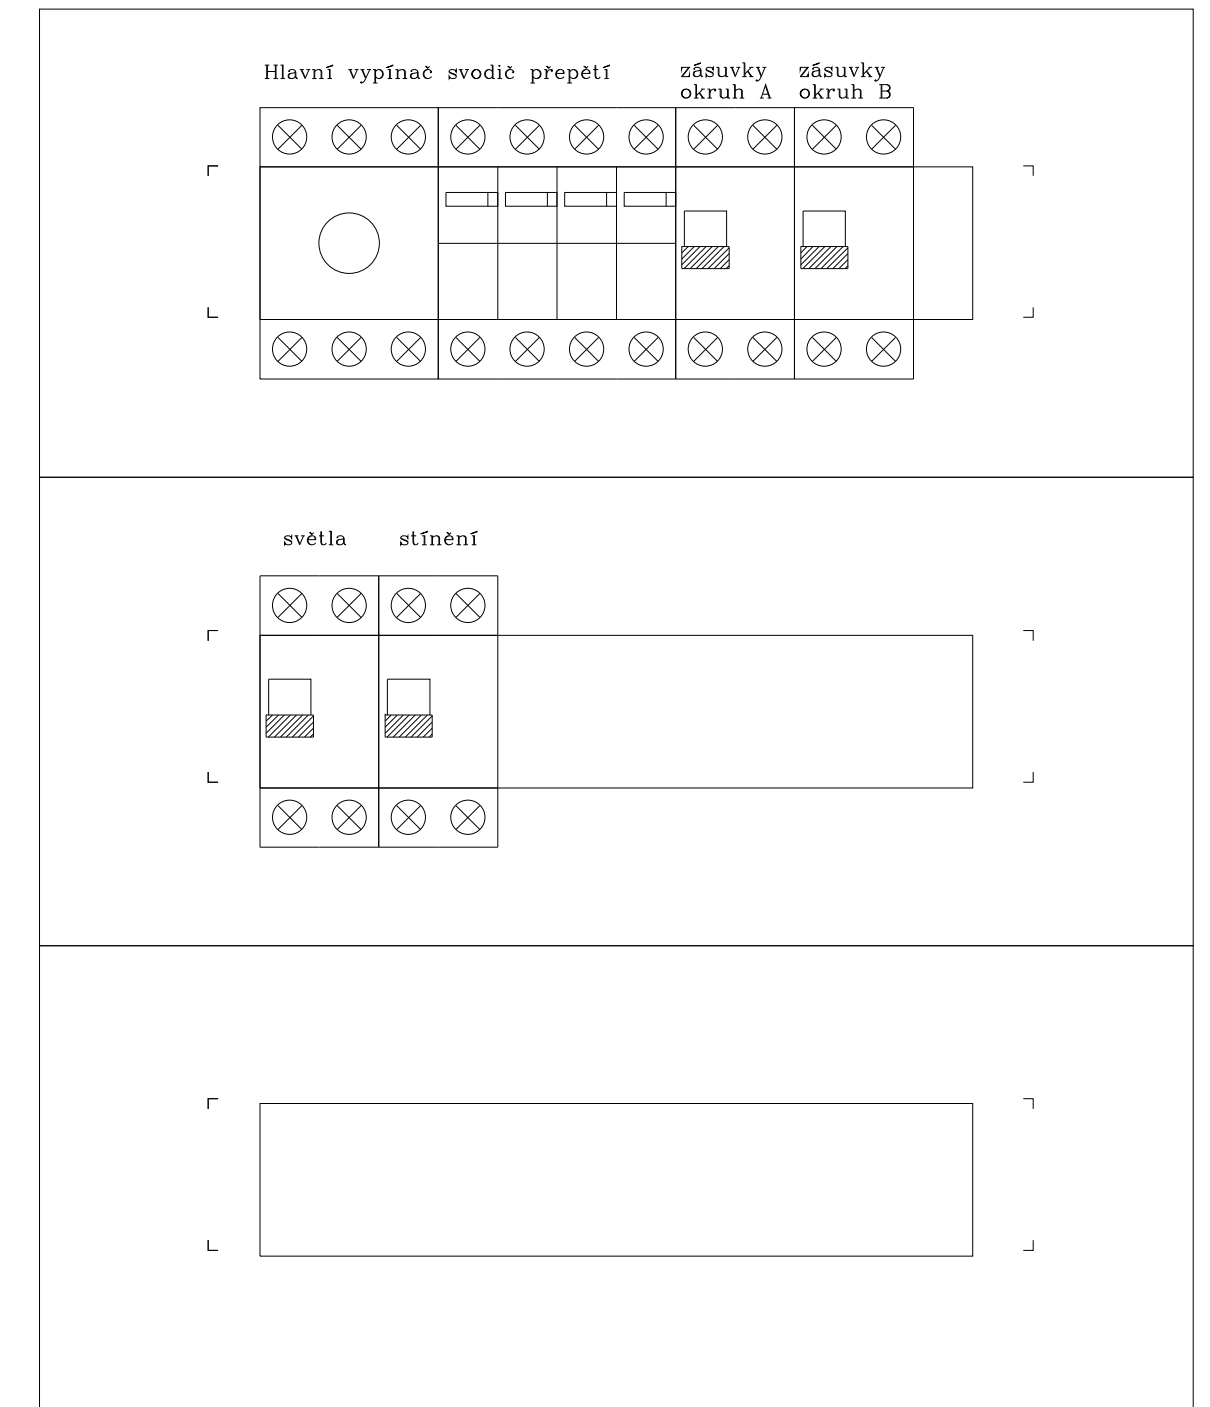 Hlavní vypínač svodič přepětí
zásuvky
okruh A
zásuvky
okruh B
světla
stínění